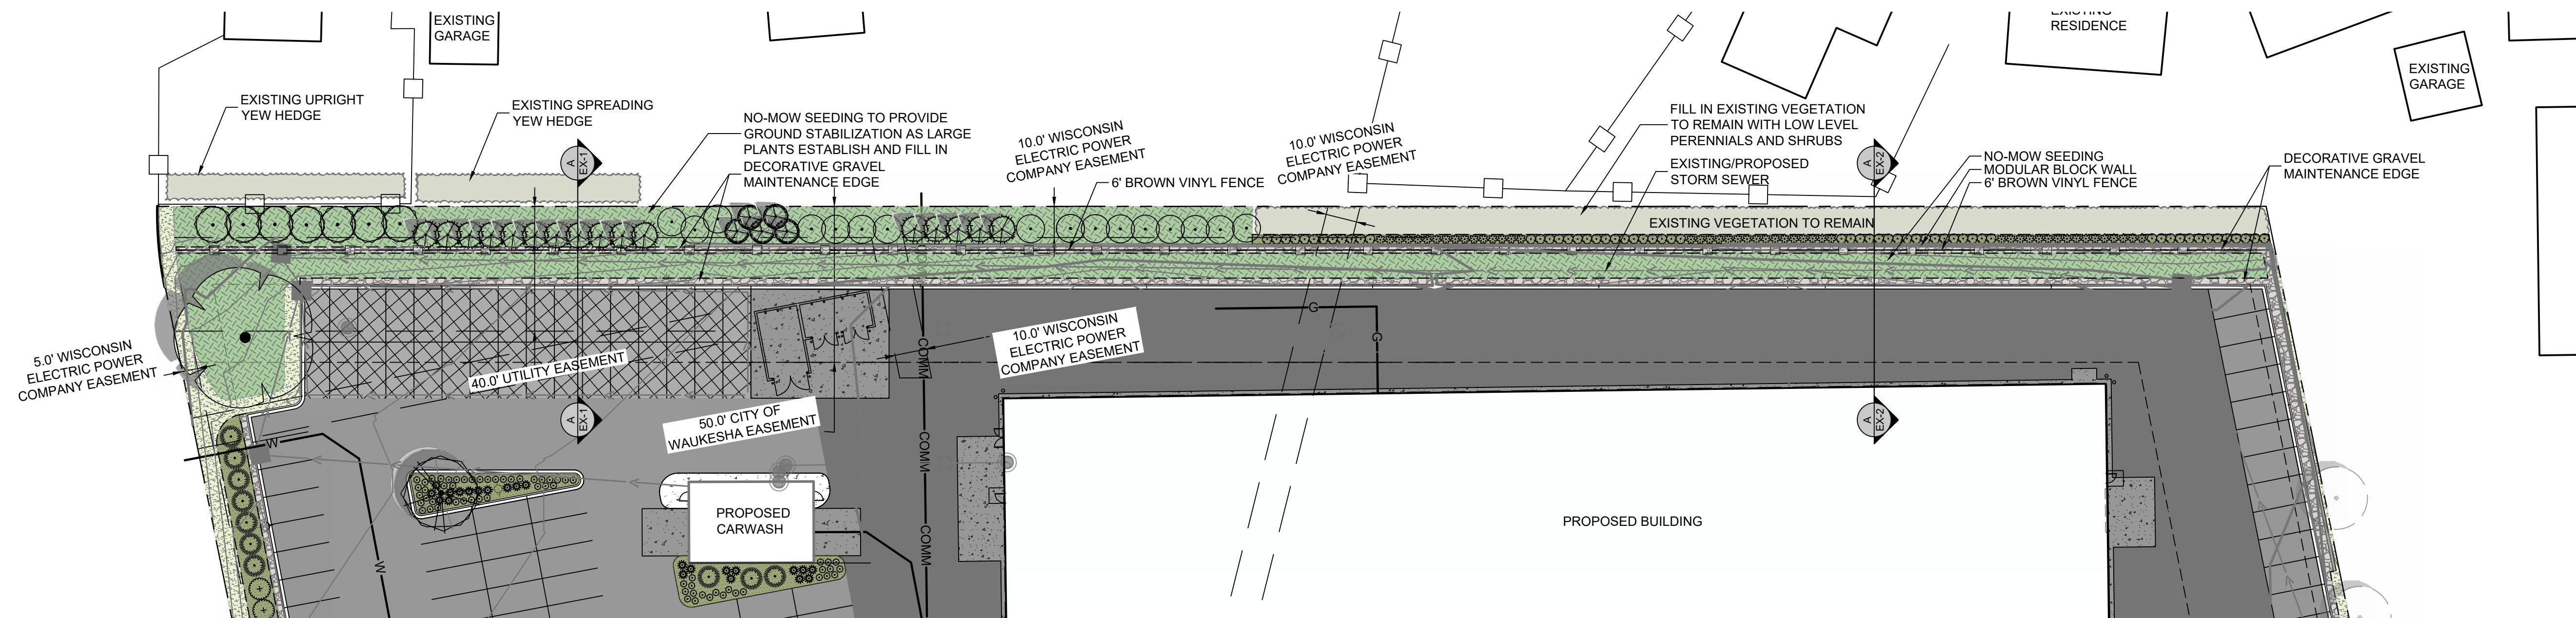 EXISTING
GARAGE
EXISTING
RESIDENCE
EXISTING
GARAGE
EXISTING UPRIGHT
YEW HEDGE
EXISTING SPREADING
YEW HEDGE
NO-MOW SEEDING TO PROVIDE
GROUND STABILIZATION AS LARGE
PLANTS ESTABLISH AND FILL IN
DECORATIVE GRAVEL
MAINTENANCE EDGE
10.0' WISCONSIN
ELECTRIC POWER
COMPANY EASEMENT
6' BROWN VINYL FENCE
10.0' WISCONSIN
ELECTRIC POWER
COMPANY EASEMENT
FILL IN EXISTING VEGETATION
TO REMAIN WITH LOW LEVEL
PERENNIALS AND SHRUBS
EXISTING/PROPOSED
STORM SEWER
NO-MOW SEEDING
MODULAR BLOCK WALL
6' BROWN VINYL FENCE
DECORATIVE GRAVEL
MAINTENANCE EDGE
A
EX-1
A
EX-2
EXISTING VEGETATION TO REMAIN
5.0' WISCONSIN
ELECTRIC POWER
COMPANY EASEMENT
40.0' UTILITY EASEMENT
10.0' WISCONSIN
ELECTRIC POWER
COMPANY EASEMENT
G
G
COMM
50.0' CITY OF
WAUKESHA EASEMENT
A
EX-1
A
EX-2
W
COMM
PROPOSED
CARWASH
PROPOSED BUILDING
COMM
W